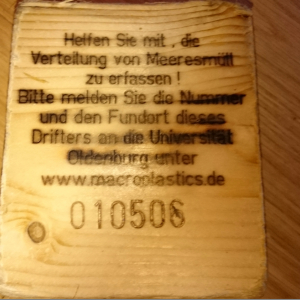 Helfen Sie mit, die
Verteilung von Meeresmüll
zu erfassen!
Bitte melden Sie die Nummer
und den Fundort dieses
Drifters an die Universität
Oldenburg unter
www.macroplastics.de
010506